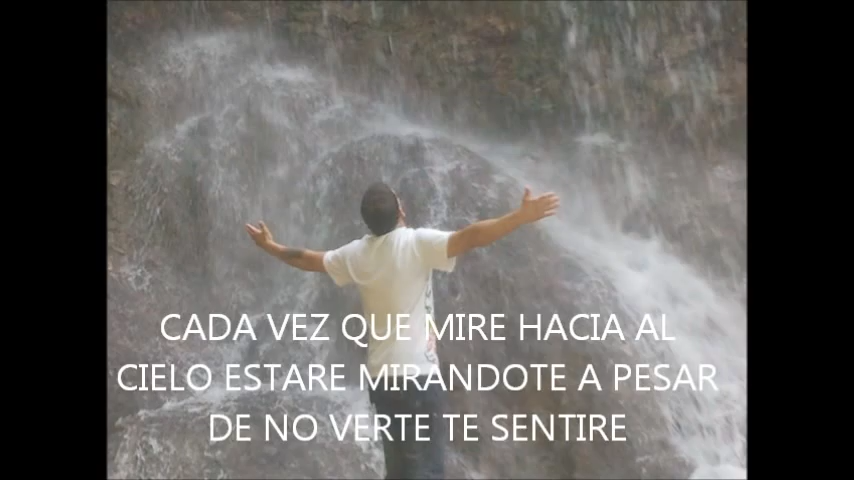 CADA VEZ QUE MIRE HACIA AL
CIELO ESTARE MIRANDOTE A PESAR
DE NO VERTE TE SENTIRE